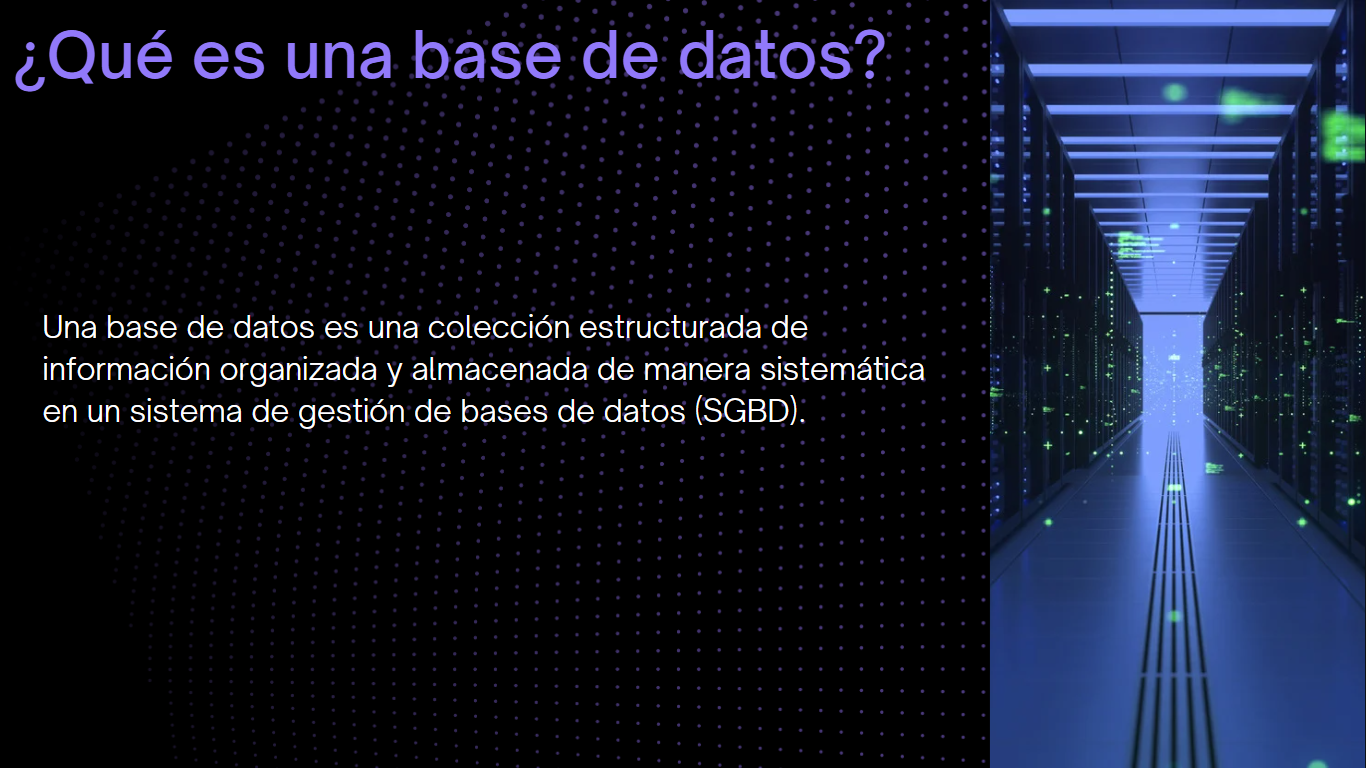 ¿Qué es una base de datos?
Una base de datos es una colección estructurada de
información organizada y almacenada de manera sistemática
en un sistema de gestión de bases de datos (SGBD).